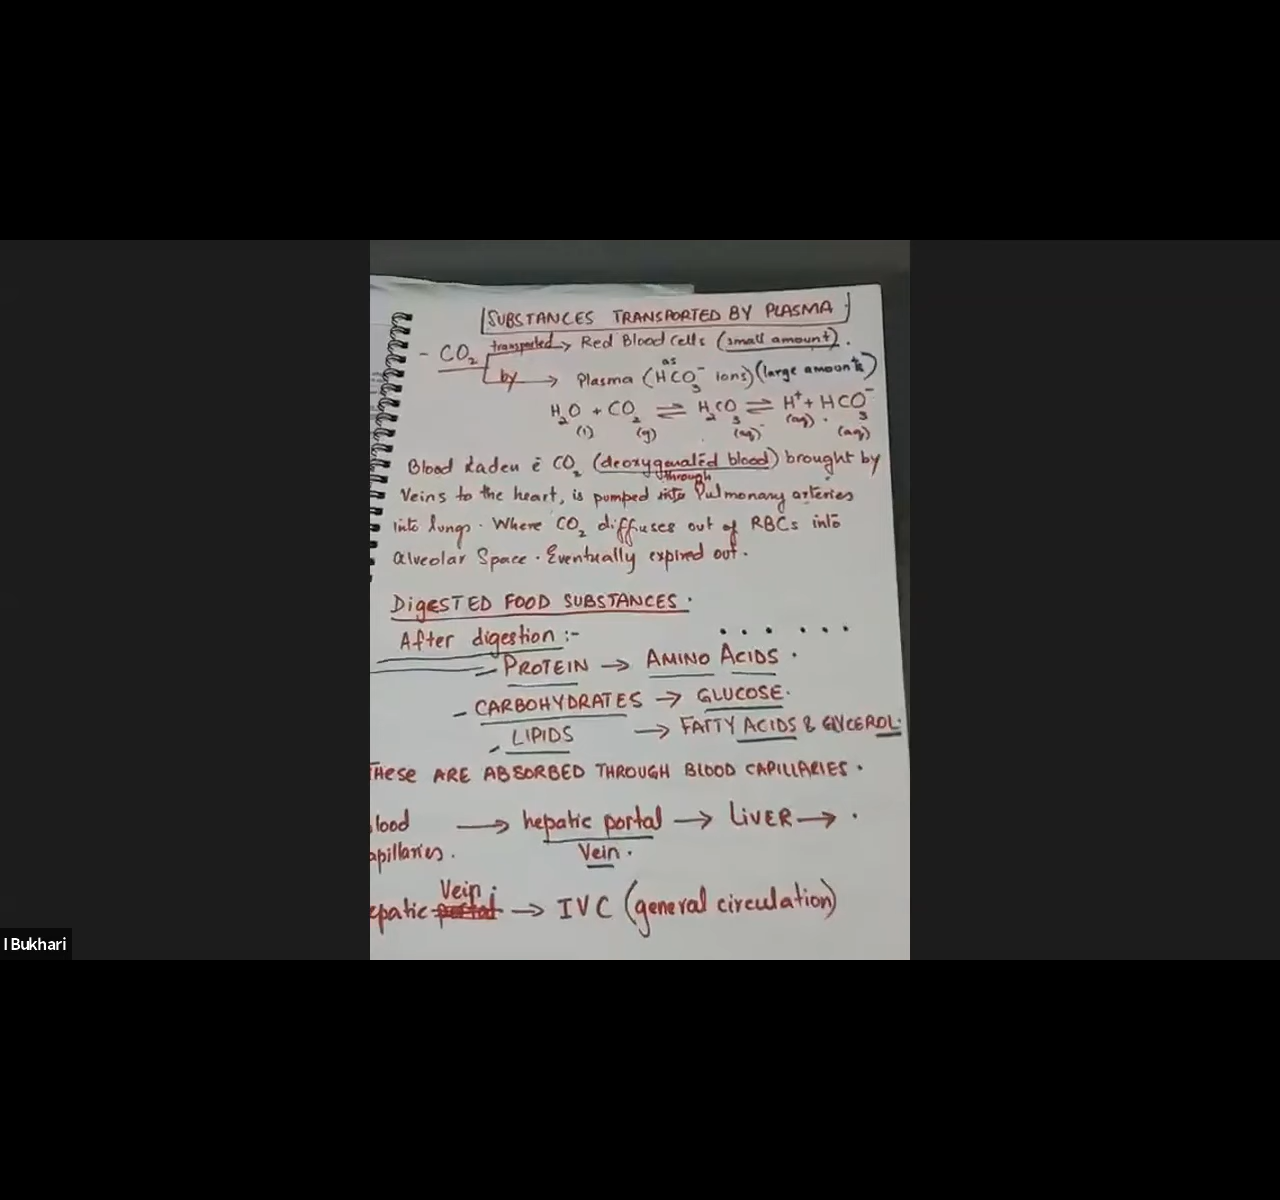 SUBSTANCES TRANSPORTED BY PLASMA
- CO₂ transported → Red Blood Cells (small amount).
by → Plasma (as HCO₃⁻ ions) (large amounts)
H₂O + CO₂ ⇌ H₂CO₃ ⇌ H⁺ + HCO₃⁻
(l) (g) (aq) (aq) (aq)
Blood Laden c̄ CO₂ (deoxygenated blood) brought by
Veins to the heart, is pumped through Pulmonary arteries
into lungs. Where CO₂ diffuses out of RBCs into
alveolar Space. Eventually expired out.
DIGESTED FOOD SUBSTANCES.
After digestion :-
- PROTEIN → AMINO ACIDS.
- CARBOHYDRATES → GLUCOSE.
- LIPIDS → FATTY ACIDS & GLYCEROL.
THESE ARE ABSORBED THROUGH BLOOD CAPILLARIES.
lood → hepatic portal → LIVER → .
apillaries. Vein.
Vein.
epatic portal → IVC (general circulation)
I Bukhari